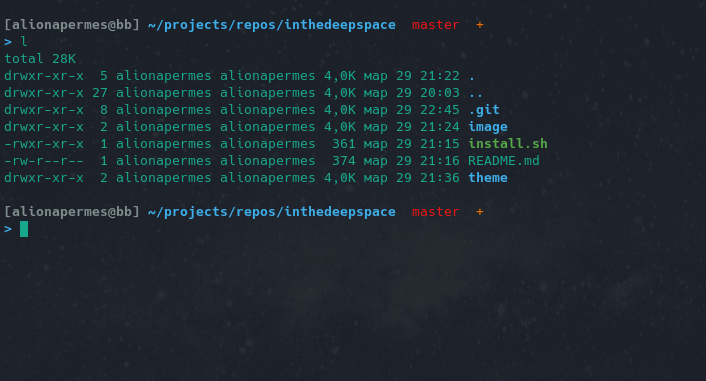 [alionapermes@bb] ~/projects/repos/inthedeepspace  master  +
> l
total 28K
drwxr-xr-x  5 alionapermes alionapermes 4,0K мар 29 21:22 .
drwxr-xr-x 27 alionapermes alionapermes 4,0K мар 29 20:03 ..
drwxr-xr-x  8 alionapermes alionapermes 4,0K мар 29 22:45 .git
drwxr-xr-x  2 alionapermes alionapermes 4,0K мар 29 21:24 image
-rwxr-xr-x  1 alionapermes alionapermes  361 мар 29 21:15 install.sh
-rw-r--r--  1 alionapermes alionapermes  374 мар 29 21:16 README.md
drwxr-xr-x  2 alionapermes alionapermes 4,0K мар 29 21:36 theme
[alionapermes@bb] ~/projects/repos/inthedeepspace  master  +
>